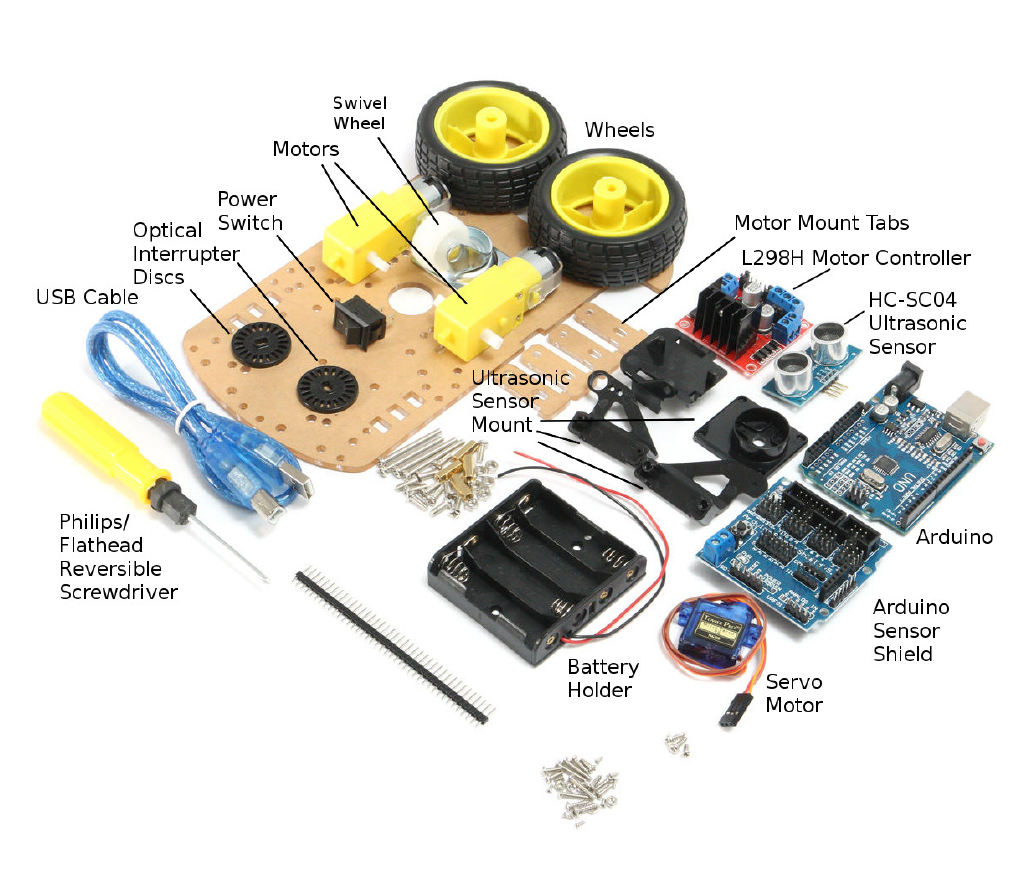 Swivel
Wheel
Wheels
Motors
Power
Switch
Optical
Interrupter
Discs
Motor Mount Tabs
L298H Motor Controller
USB Cable
HC-SC04
Ultrasonic
Sensor
Ultrasonic
Sensor
Mount
Philips/
Flathead
Reversible
Screwdriver
UNO
Arduino
Arduino
Sensor
Shield
Battery
Holder
Servo
Motor